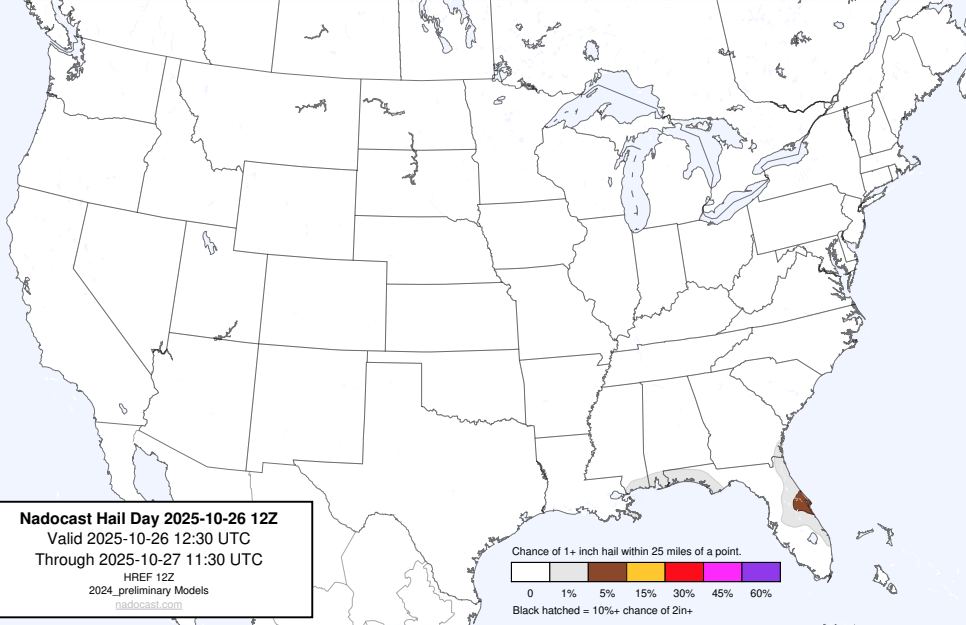 Nadocast Hail Day 2025-10-26 12Z
Valid 2025-10-26 12:30 UTC
Through 2025-10-27 11:30 UTC
HREF 12Z
2024_preliminary Models
nadocast.com
Chance of 1+ inch hail within 25 miles of a point.
0 1% 5% 15% 30% 45% 60%
Black hatched = 10%+ chance of 2in+